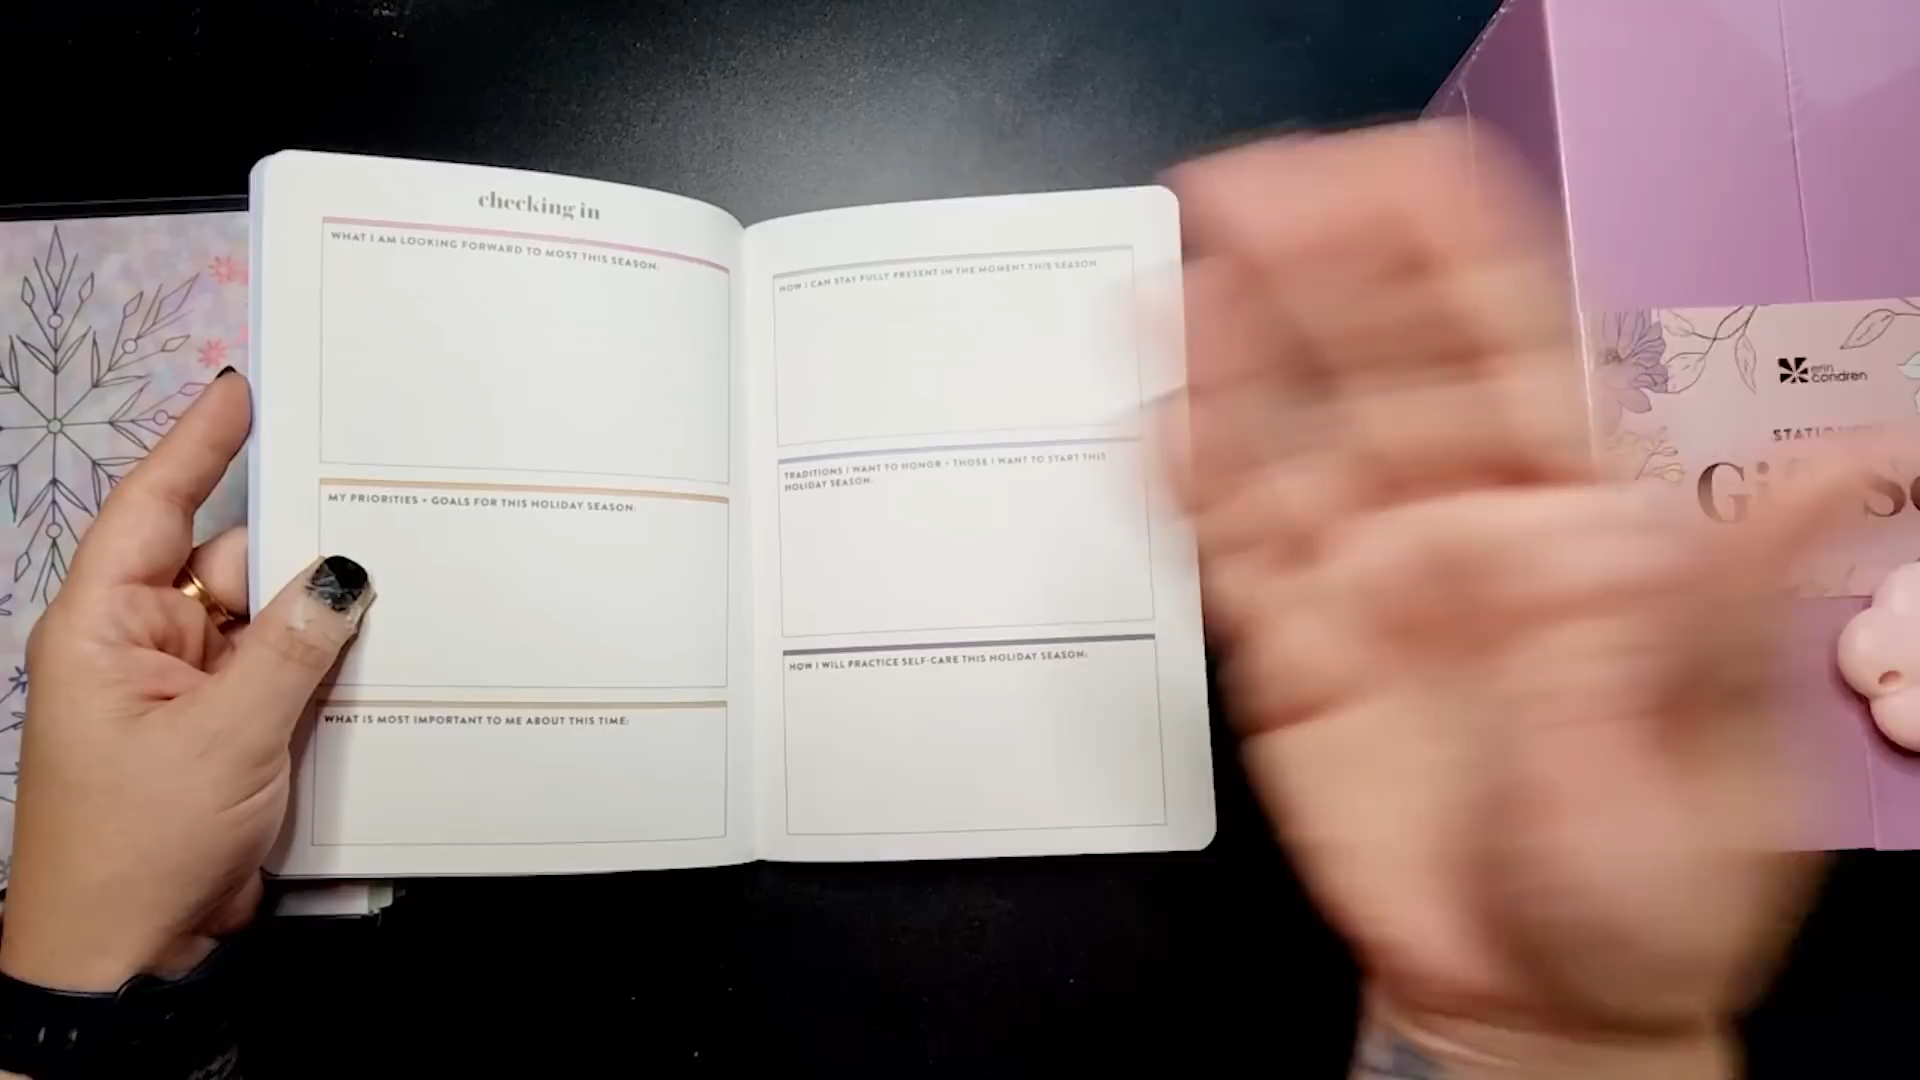 checking in
WHAT I AM LOOKING FORWARD TO MOST THIS SEASON:
MY PRIORITIES + GOALS FOR THIS HOLIDAY SEASON:
WHAT IS MOST IMPORTANT TO ME ABOUT THIS TIME:
HOW I CAN STAY FULLY PRESENT IN THE MOMENT THIS SEASON:
TRADITIONS I WANT TO HONOR + THOSE I WANT TO START THIS
HOLIDAY SEASON:
HOW I WILL PRACTICE SELF-CARE THIS HOLIDAY SEASON:
erin
condren